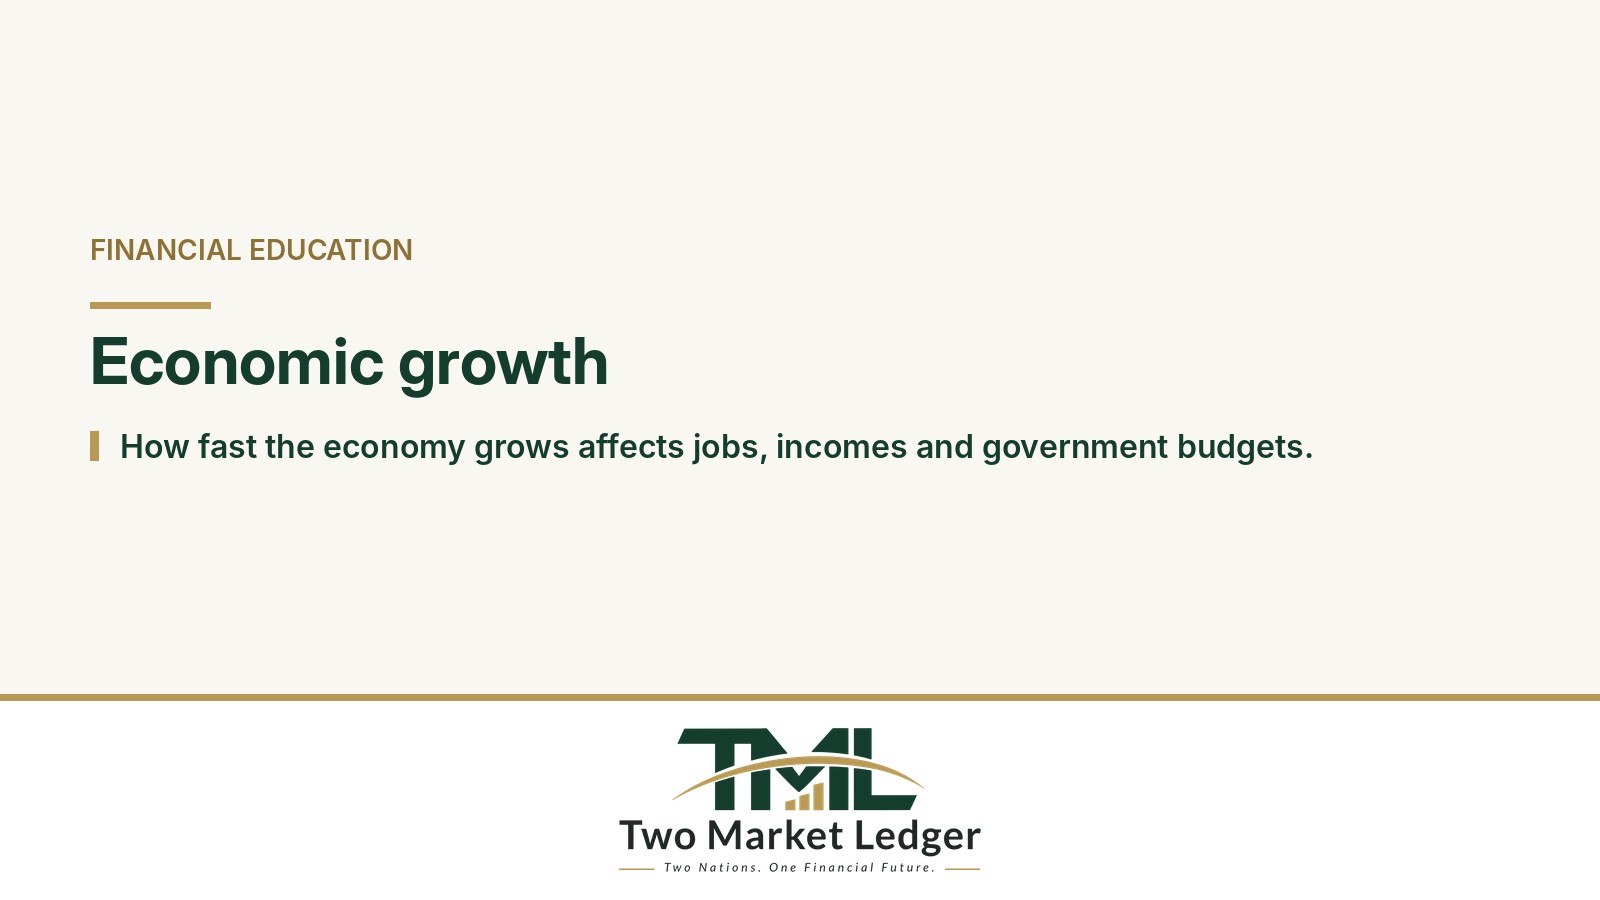 FINANCIAL EDUCATION
Economic growth
How fast the economy grows affects jobs, incomes and government budgets.
TML
Two Market Ledger
Two Nations. One Financial Future.